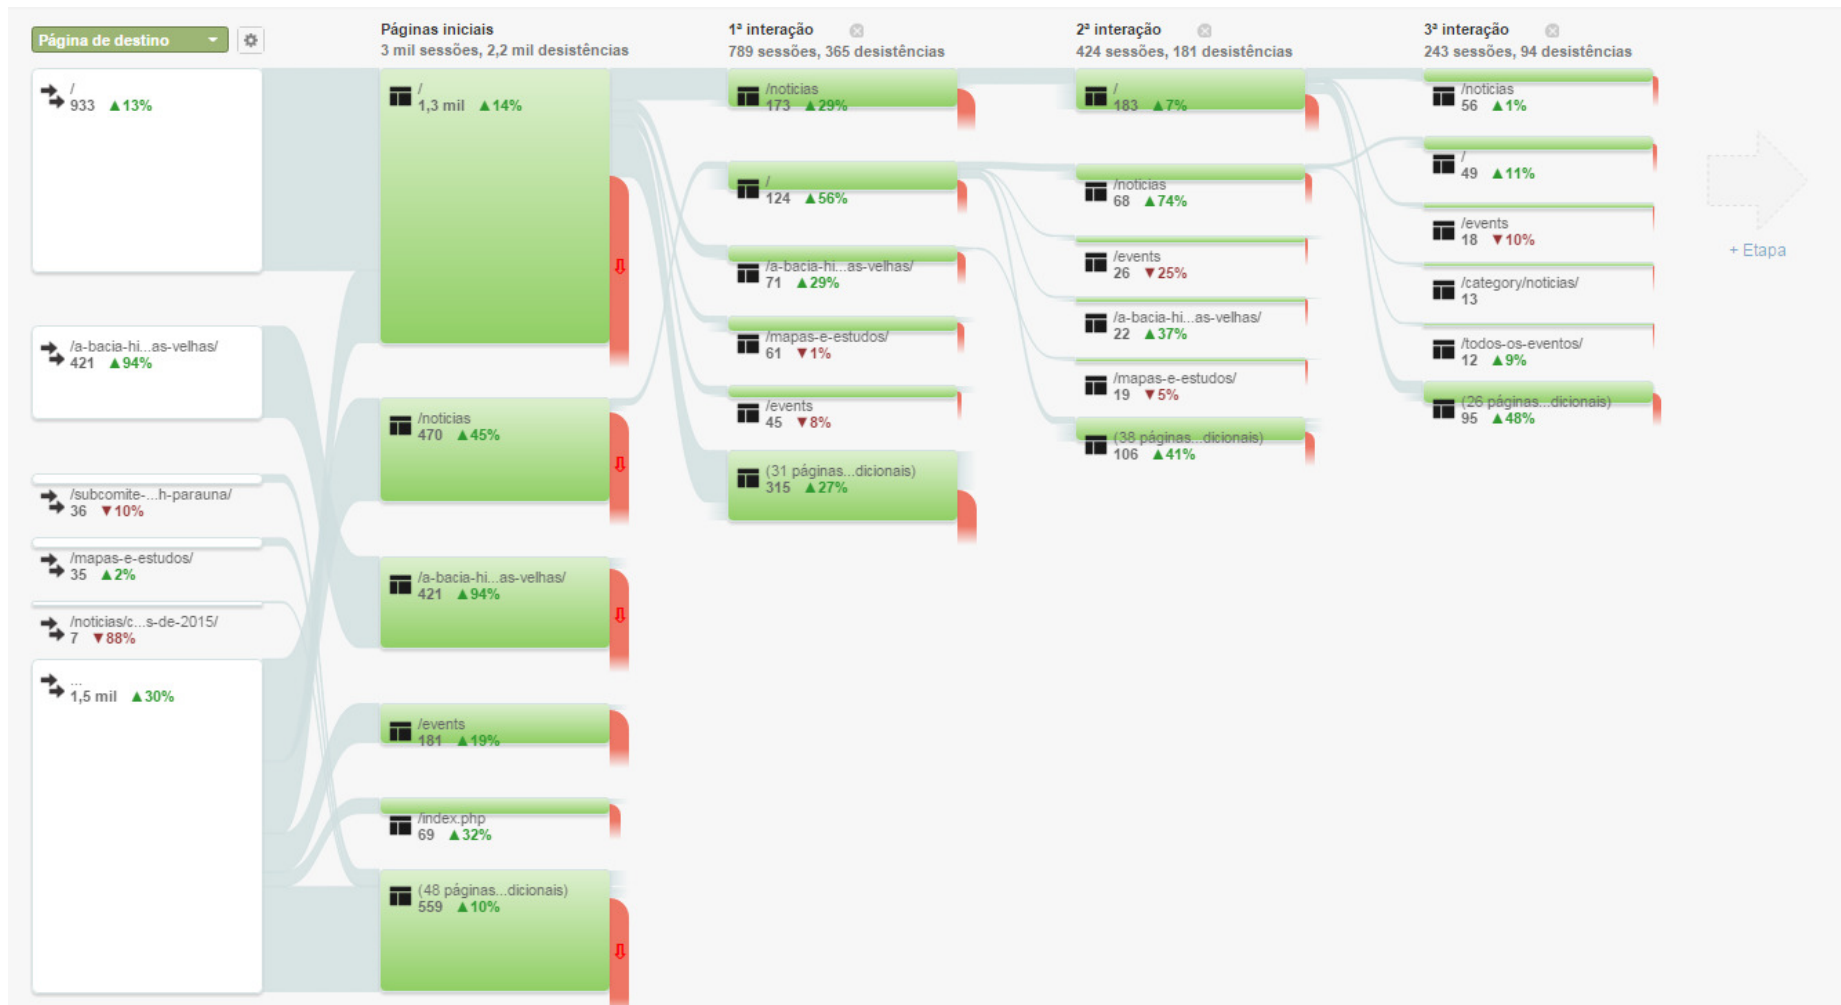 Página de destino
/
933 ▲13%
/a-bacia-hi...as-velhas/
421 ▲94%
/subcomite-...h-parauna/
36 ▼10%
/mapas-e-estudos/
35 ▲2%
/noticias/c...s-de-2015/
7 ▼88%
...
1,5 mil ▲30%
Páginas iniciais
3 mil sessões, 2,2 mil desistências
/
1,3 mil ▲14%
/noticias
470 ▲45%
/a-bacia-hi...as-velhas/
421 ▲94%
/events
181 ▲19%
/index.php
69 ▲32%
(48 páginas...dicionais)
559 ▲10%
1ª interação
789 sessões, 365 desistências
/noticias
173 ▲29%
/
124 ▲56%
/a-bacia-hi...as-velhas/
71 ▲29%
/mapas-e-estudos/
61 ▼1%
/events
45 ▼8%
(31 páginas...dicionais)
315 ▲27%
2ª interação
424 sessões, 181 desistências
/
183 ▲7%
/noticias
68 ▲74%
/events
26 ▼25%
/a-bacia-hi...as-velhas/
22 ▲37%
/mapas-e-estudos/
19 ▼5%
(38 páginas...dicionais)
106 ▲41%
3ª interação
243 sessões, 94 desistências
/noticias
56 ▲1%
/
49 ▲11%
/events
18 ▼10%
/category/noticias/
13
/todos-os-eventos/
12 ▲9%
(26 páginas...dicionais)
95 ▲48%
+ Etapa